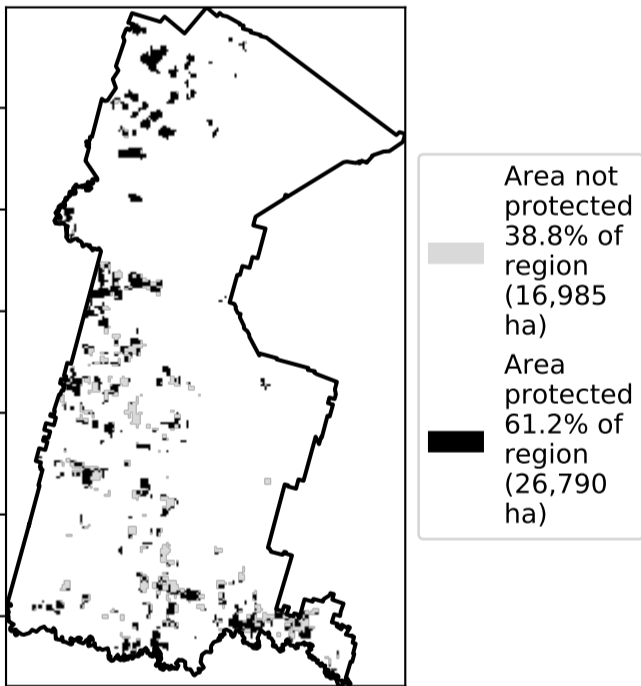 Area not
protected
38.8% of
region
(16,985
ha)
Area
protected
61.2% of
region
(26,790
ha)